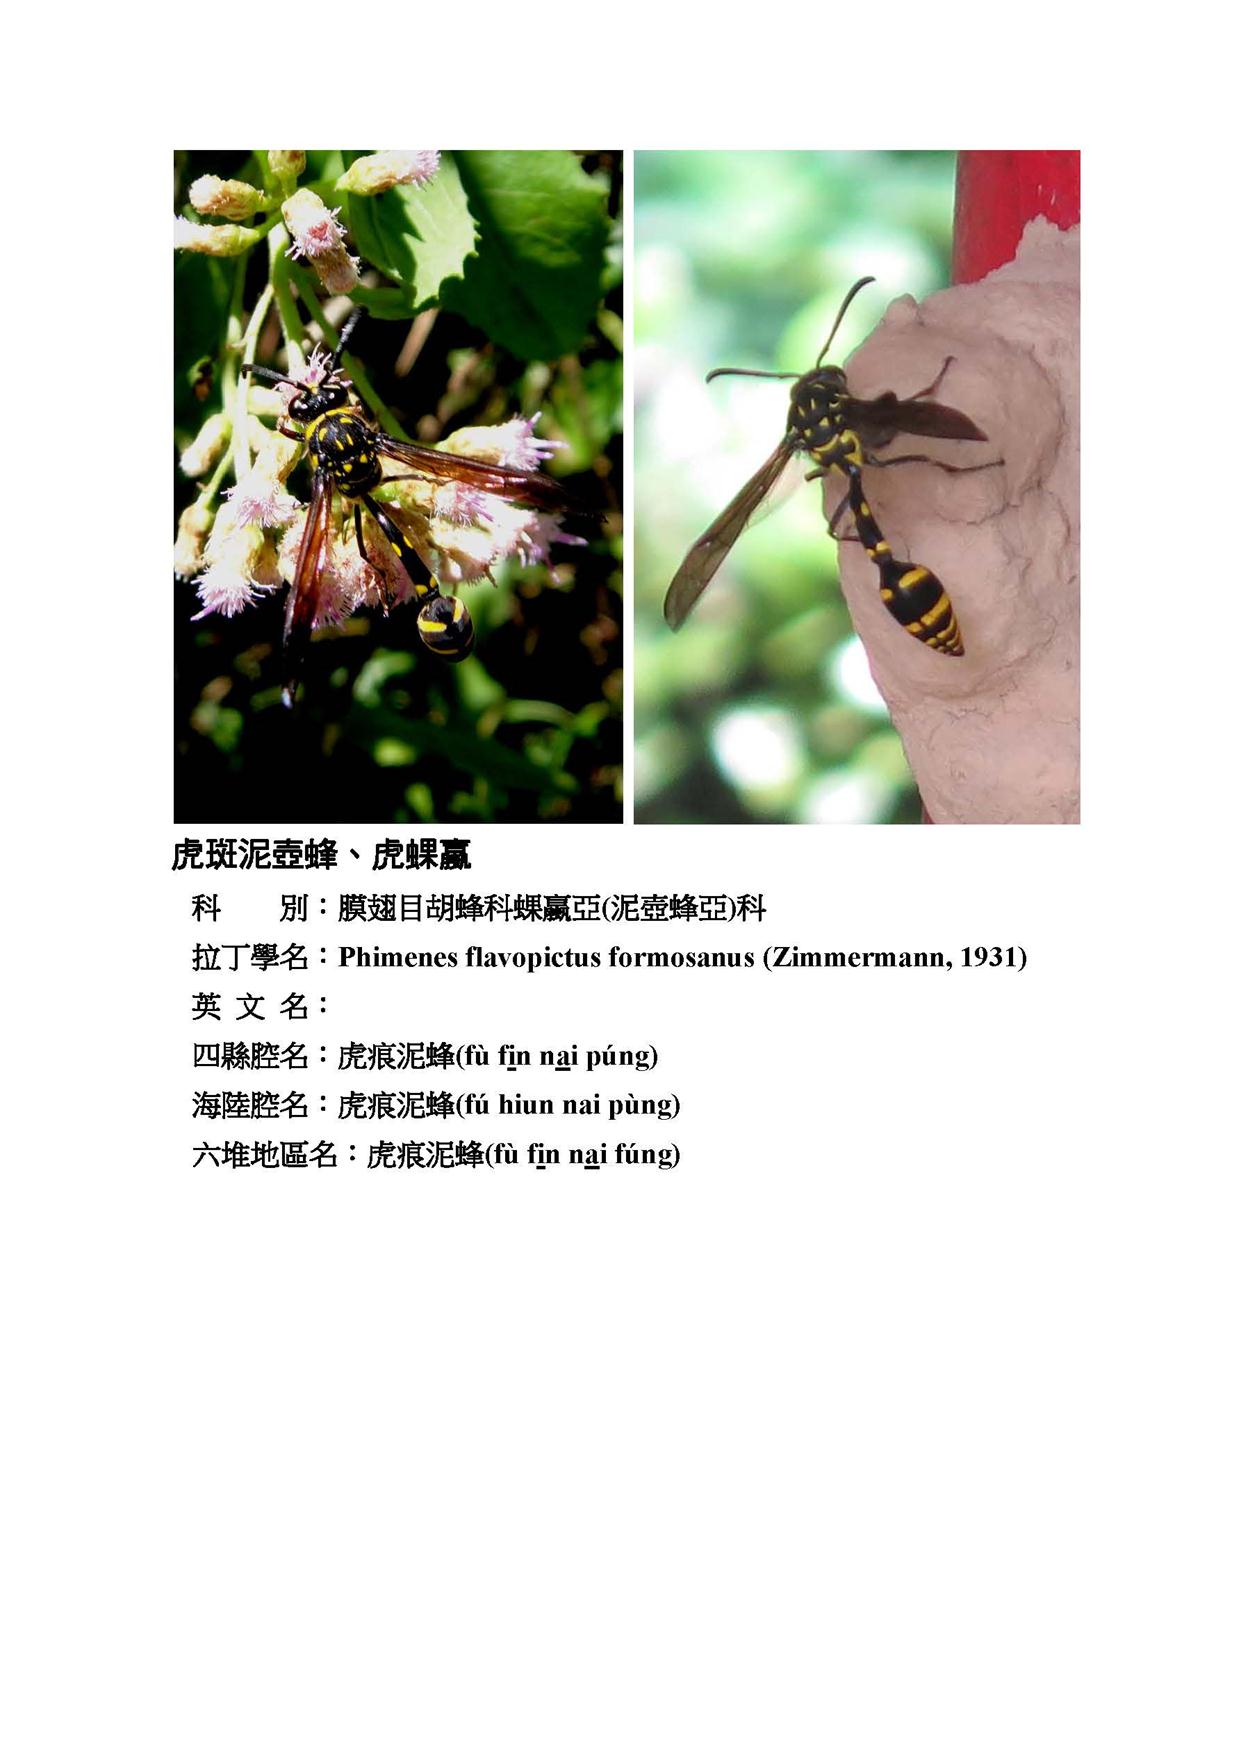 虎斑泥壺蜂、虎蜾蠃
科　　別：膜翅目胡蜂科蜾蠃亞(泥壺蜂亞)科
拉丁學名：Phimenes flavopictus formosanus (Zimmermann, 1931)
英 文 名：
四縣腔名：虎痕泥蜂(fù fi̲n na̲i púng)
海陸腔名：虎痕泥蜂(fú hiun nai pùng)
六堆地區名：虎痕泥蜂(fù fi̲n na̲i fúng)